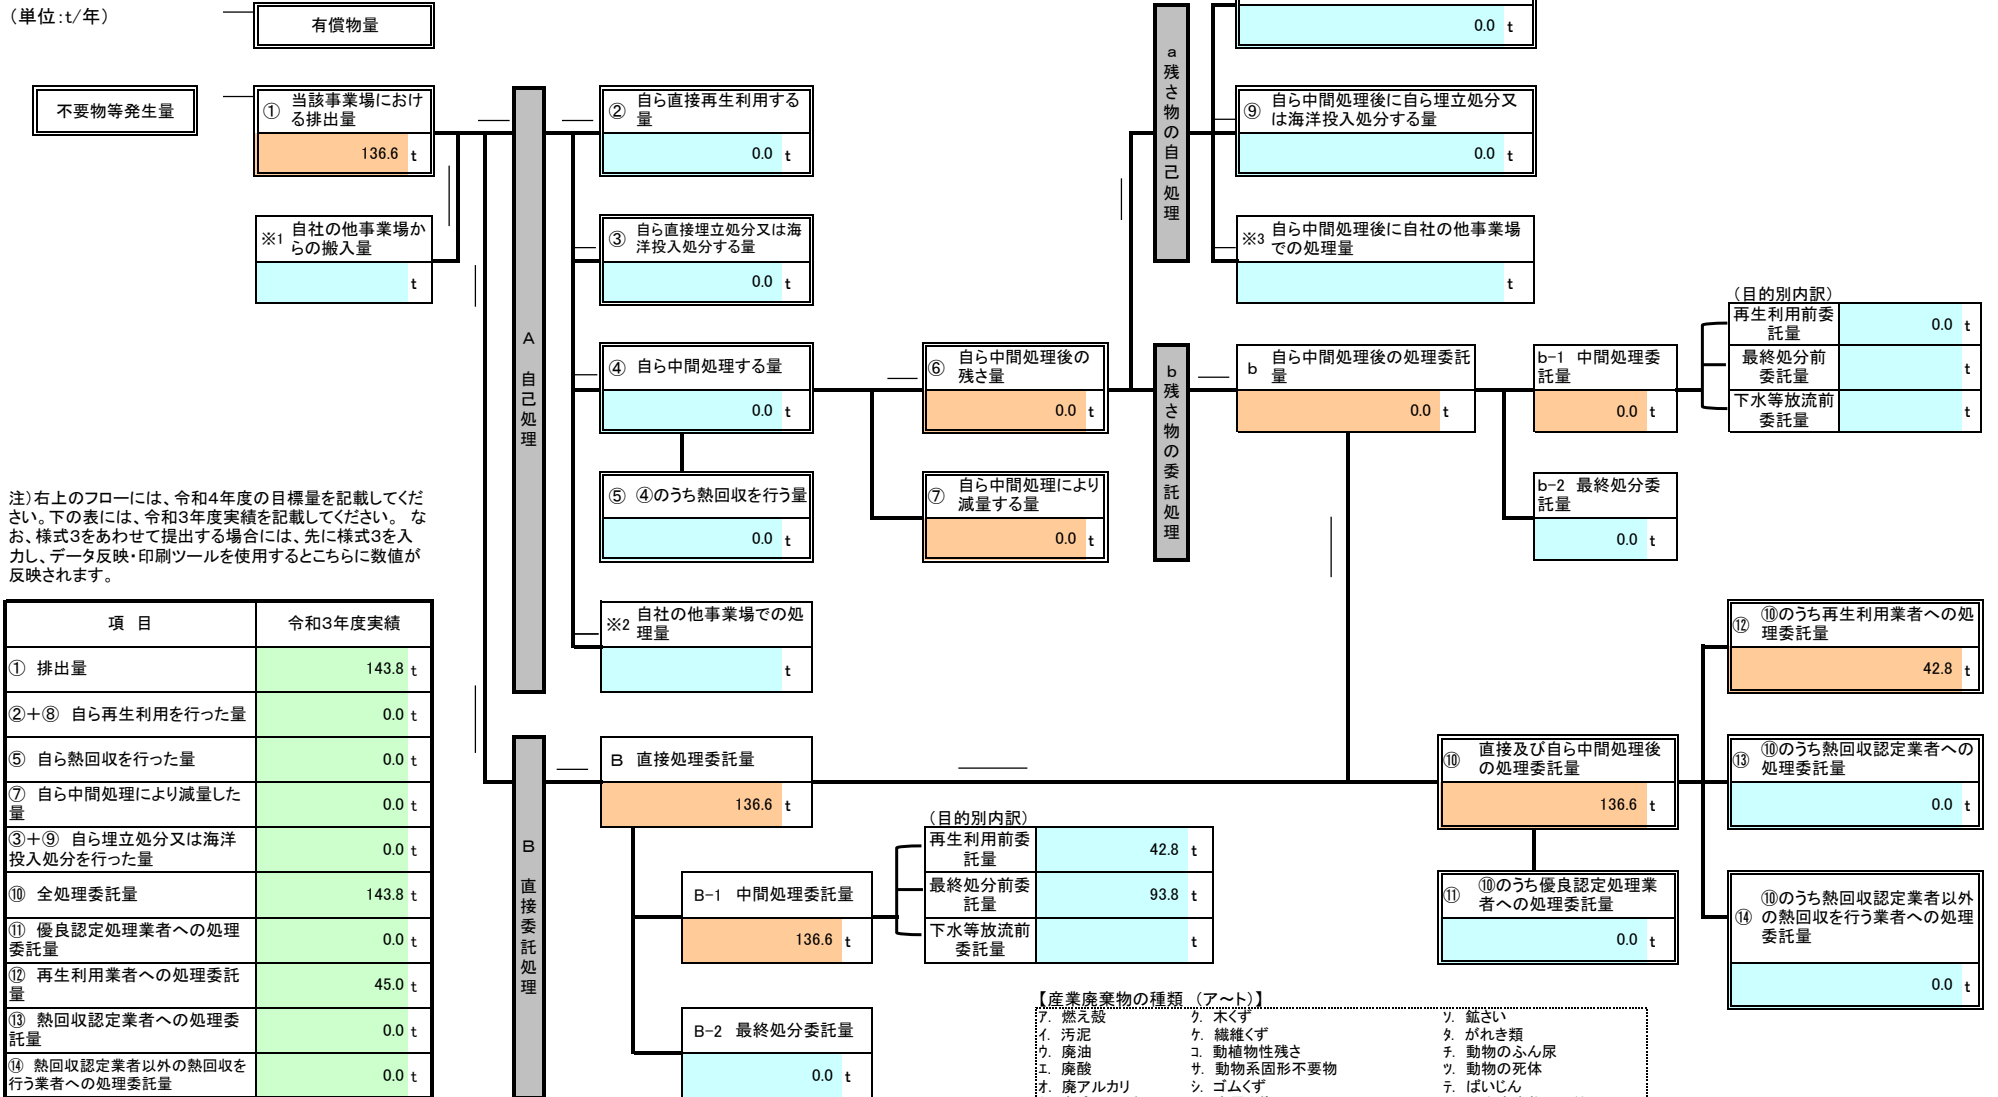 （単位：t/年）
有償物量
0.0 t
不要物等発生量
① 当該事業場におけ
る排出量
136.6 t
※1 自社の他事業場か
らの搬入量
t
A 自己処理
② 自ら直接再生利用する
量
0.0 t
③ 自ら直接埋立処分又は海
洋投入処分する量
0.0 t
④ 自ら中間処理する量
0.0 t
⑤ ④のうち熱回収を行う量
0.0 t
※2 自社の他事業場での処
理量
t
⑥ 自ら中間処理後の
残さ量
0.0 t
⑦ 自ら中間処理により
減量する量
0.0 t
a 残さ物の自己処理
⑨ 自ら中間処理後に自ら埋立処分又
は海洋投入処分する量
0.0 t
※3 自ら中間処理後に自社の他事業場
での処理量
t
b 残さ物の委託処理
b 自ら中間処理後の処理委託
量
0.0 t
b-1 中間処理委
託量
0.0 t
b-2 最終処分委
託量
0.0 t
（目的別内訳）
再生利用前委
託量
0.0 t
最終処分前
委託量
t
下水等放流前
委託量
t
注）右上のフローには、令和4年度の目標量を記載してくだ
さい。下の表には、令和3年度実績を記載してください。 な
お、様式3をあわせて提出する場合には、先に様式3を入
力し、データ反映・印刷ツールを使用するとこちらに数値が
反映されます。
項 目 令和3年度実績
① 排出量 143.8 t
②＋⑧ 自ら再生利用を行った量 0.0 t
⑤ 自ら熱回収を行った量 0.0 t
⑦ 自ら中間処理により減量した
量 0.0 t
③＋⑨ 自ら埋立処分又は海洋
投入処分を行った量 0.0 t
⑩ 全処理委託量 143.8 t
⑪ 優良認定処理業者への処理
委託量 0.0 t
⑫ 再生利用業者への処理委託
量 45.0 t
⑬ 熱回収認定業者への処理委
託量 0.0 t
⑭ 熱回収認定業者以外の熱回収を
行う業者への処理委託量 0.0 t
B 直接委託処理
B 直接処理委託量
136.6 t
B-1 中間処理委託量
136.6 t
B-2 最終処分委託量
0.0 t
（目的別内訳）
再生利用前委
託量
42.8 t
最終処分前委
託量
93.8 t
下水等放流前
委託量
t
⑩ 直接及び自ら中間処理後
の処理委託量
136.6 t
⑪ ⑩のうち優良認定処理業
者への処理委託量
0.0 t
⑫ ⑩のうち再生利用業者への処
理委託量
42.8 t
⑬ ⑩のうち熱回収認定業者への
処理委託量
0.0 t
⑭ ⑩のうち熱回収認定業者以外
の熱回収を行う業者への処理
委託量
0.0 t
【産業廃棄物の種類 （ア～ト）】
ア. 燃え殻 ク. 木くず ソ. 鉱さい
イ. 汚泥 ケ. 繊維くず タ. がれき類
ウ. 廃油 コ. 動植物性残さ チ. 動物のふん尿
エ. 廃酸 サ. 動物系固形不要物 ツ. 動物の死体
オ. 廃アルカリ シ. ゴムくず テ. ばいじん